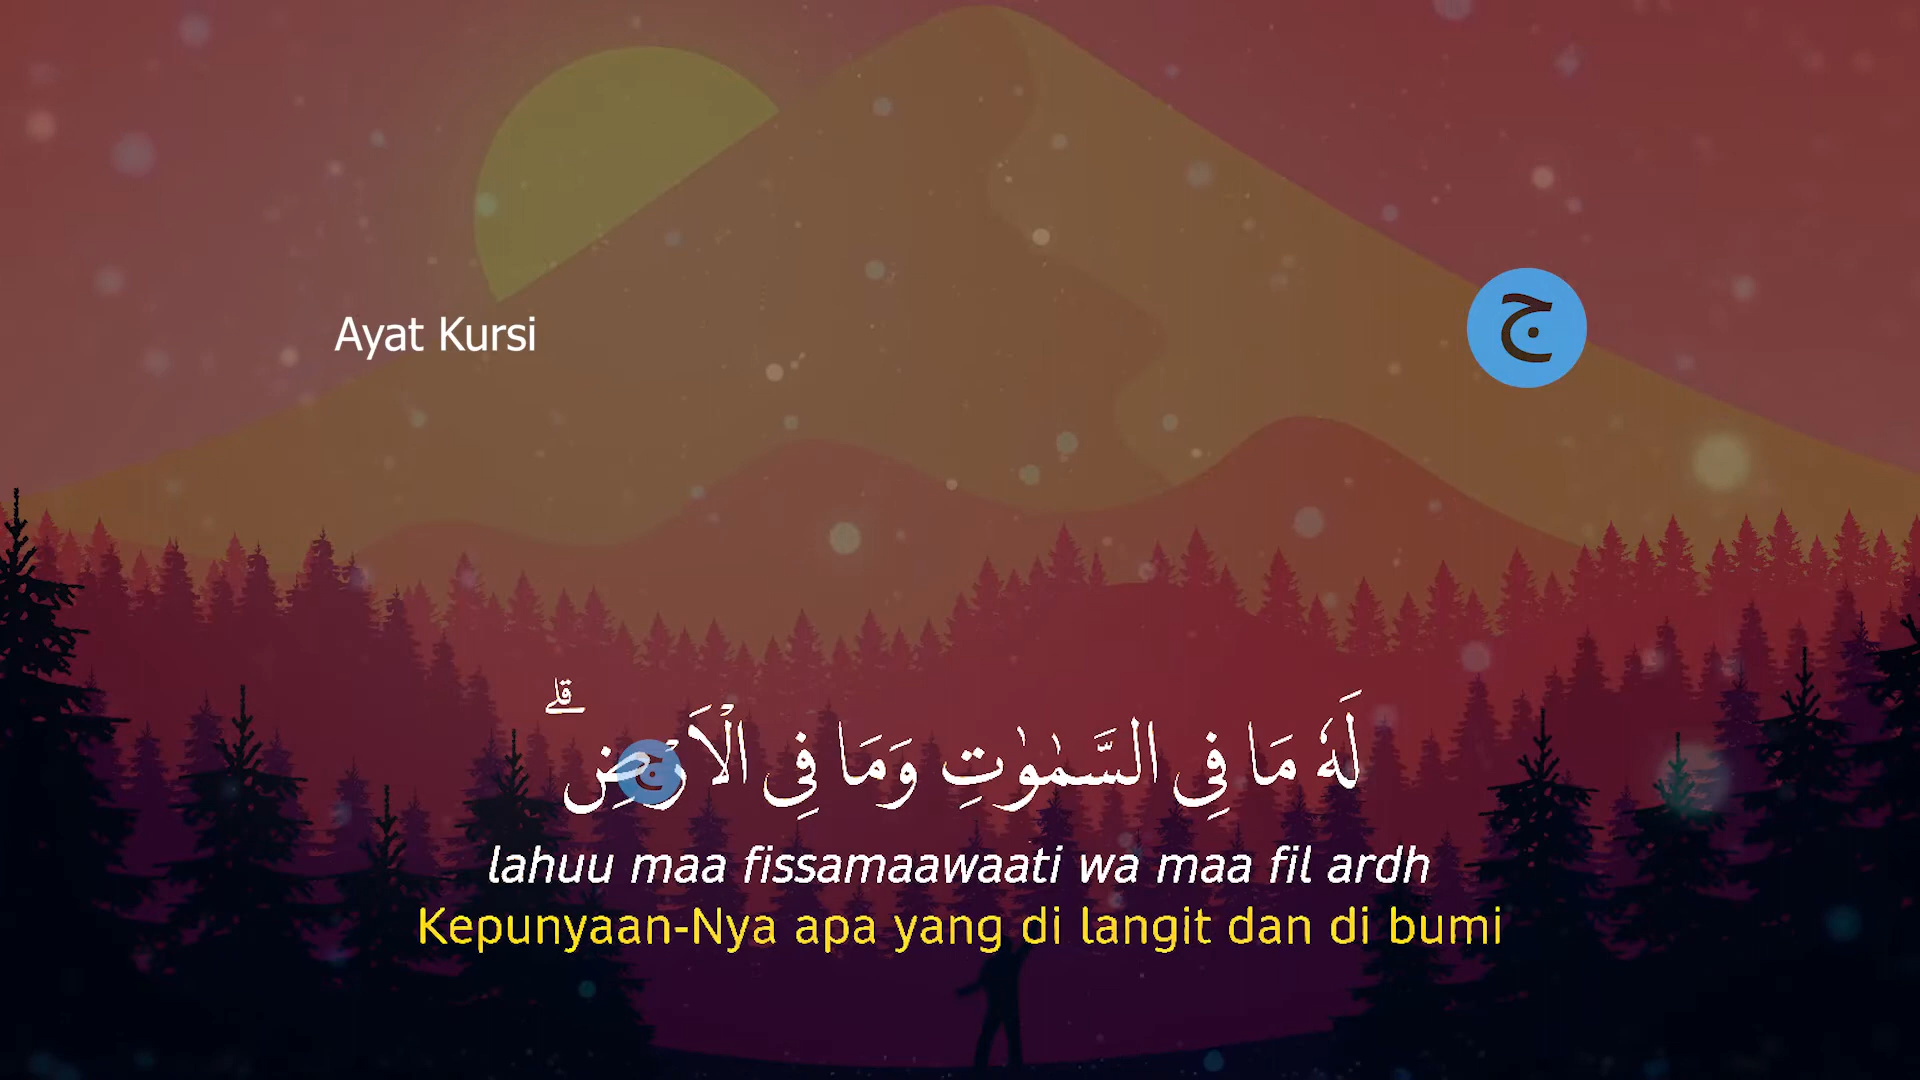 Ayat Kursi
ج
لَهٗ مَا فِى السَّمٰوٰتِ وَمَا فِى الْاَرْضِۗ
ج
lahuu maa fissamaawaati wa maa fil ardh
Kepunyaan-Nya apa yang di langit dan di bumi